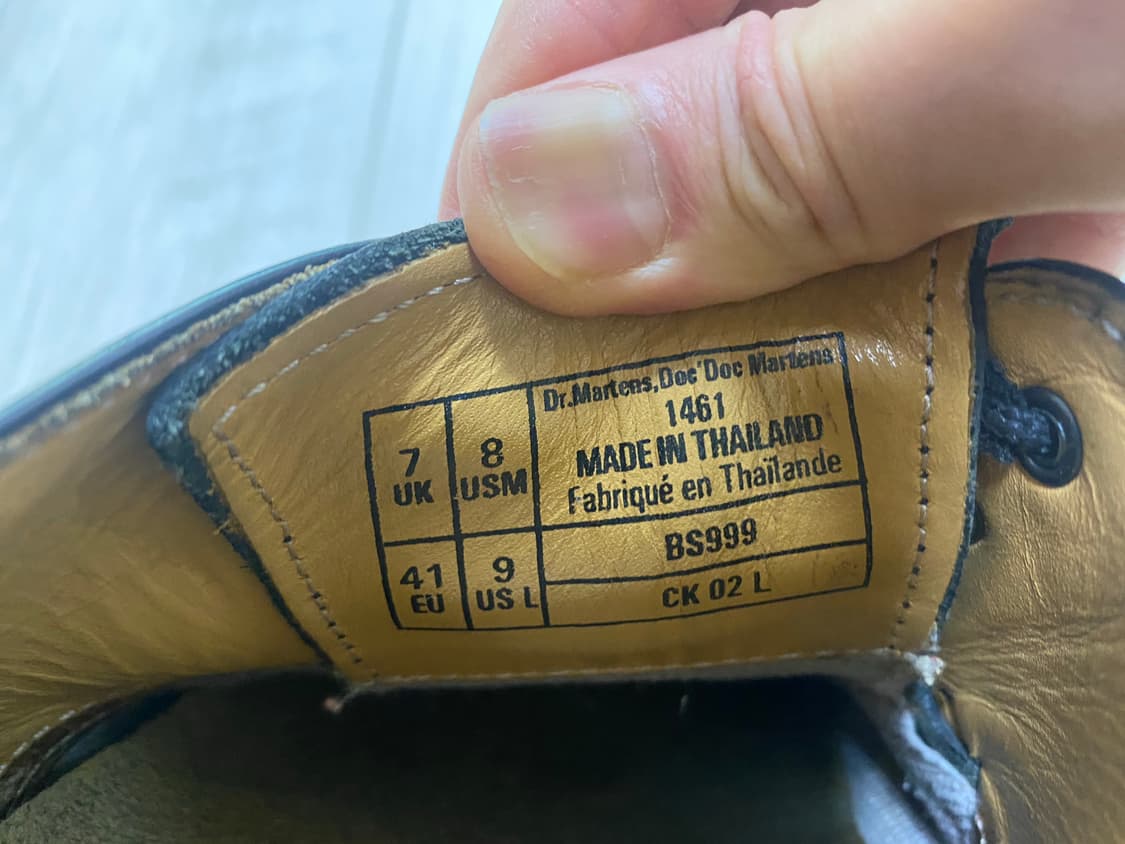 7
UK
8
USM
41
EU
9
US L
Dr.Martens,Doc'Doc Martens
1461
MADE IN THAILAND
Fabriqué en Thaïlande
BS999
CK 02 L